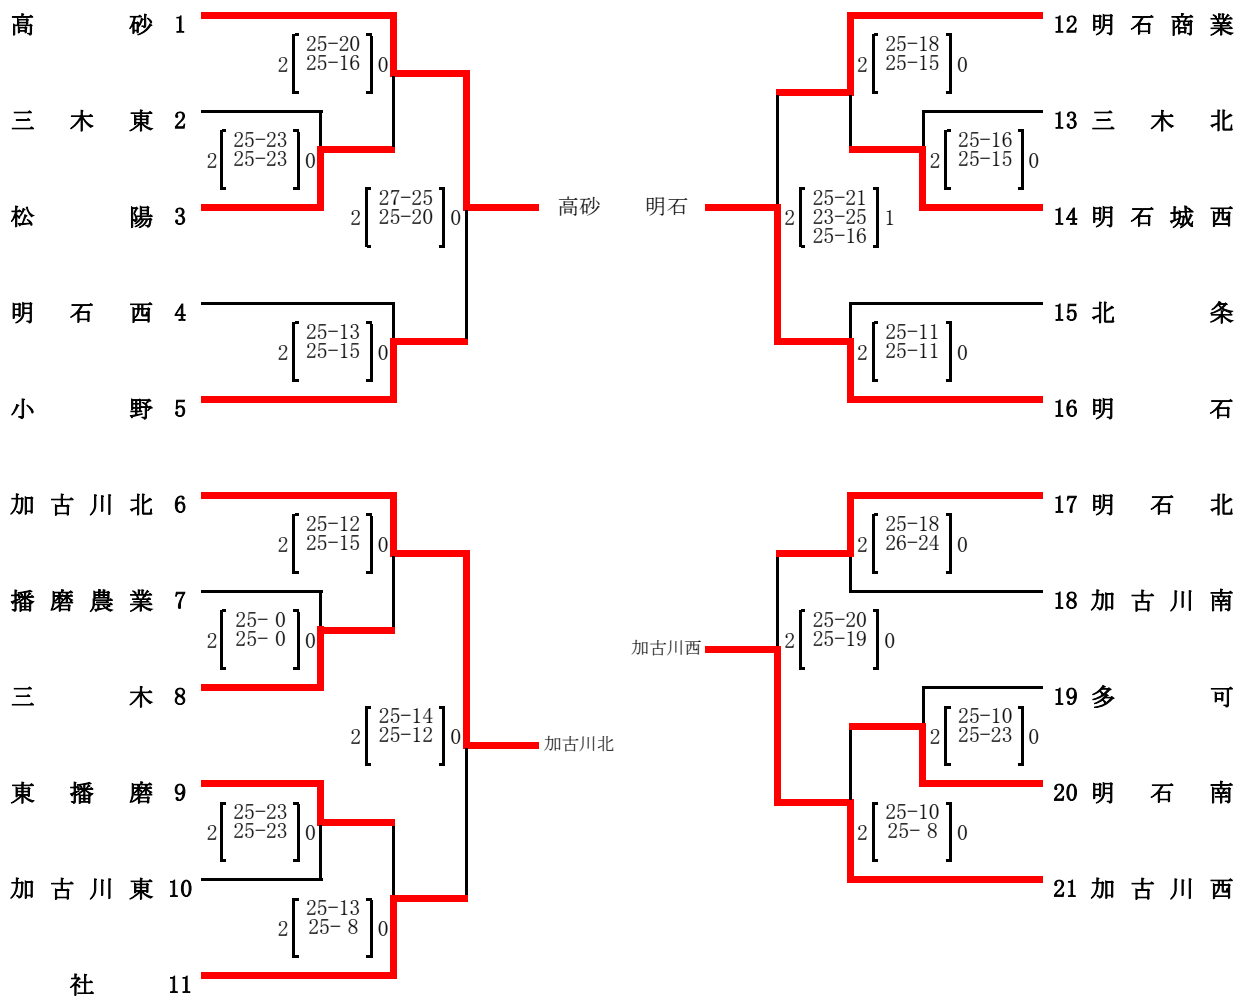 高砂 1
2 25-20 0
25-16
三木東 2
2 25-23 0
25-23
松陽 3
2 27-25 0
25-20
高砂
明石西 4
2 25-13 0
25-15
小野 5
加古川北 6
2 25-12 0
25-15
播磨農業 7
2 25- 0 0
25- 0
三木 8
2 25-14 0
25-12
加古川北
東播磨 9
2 25-23 0
25-23
加古川東 10
2 25-13 0
25- 8
社 11
12 明石商業
2 25-18 0
25-15
13 三木北
2 25-16 0
25-15
14 明石城西
明石
2 25-21 1
23-25
25-16
15 北条
2 25-11 0
25-11
16 明石
17 明石北
2 25-18 0
26-24
18 加古川南
2 25-20 0
25-19
加古川西
19 多可
2 25-10 0
25-23
20 明石南
2 25-10 0
25- 8
21 加古川西